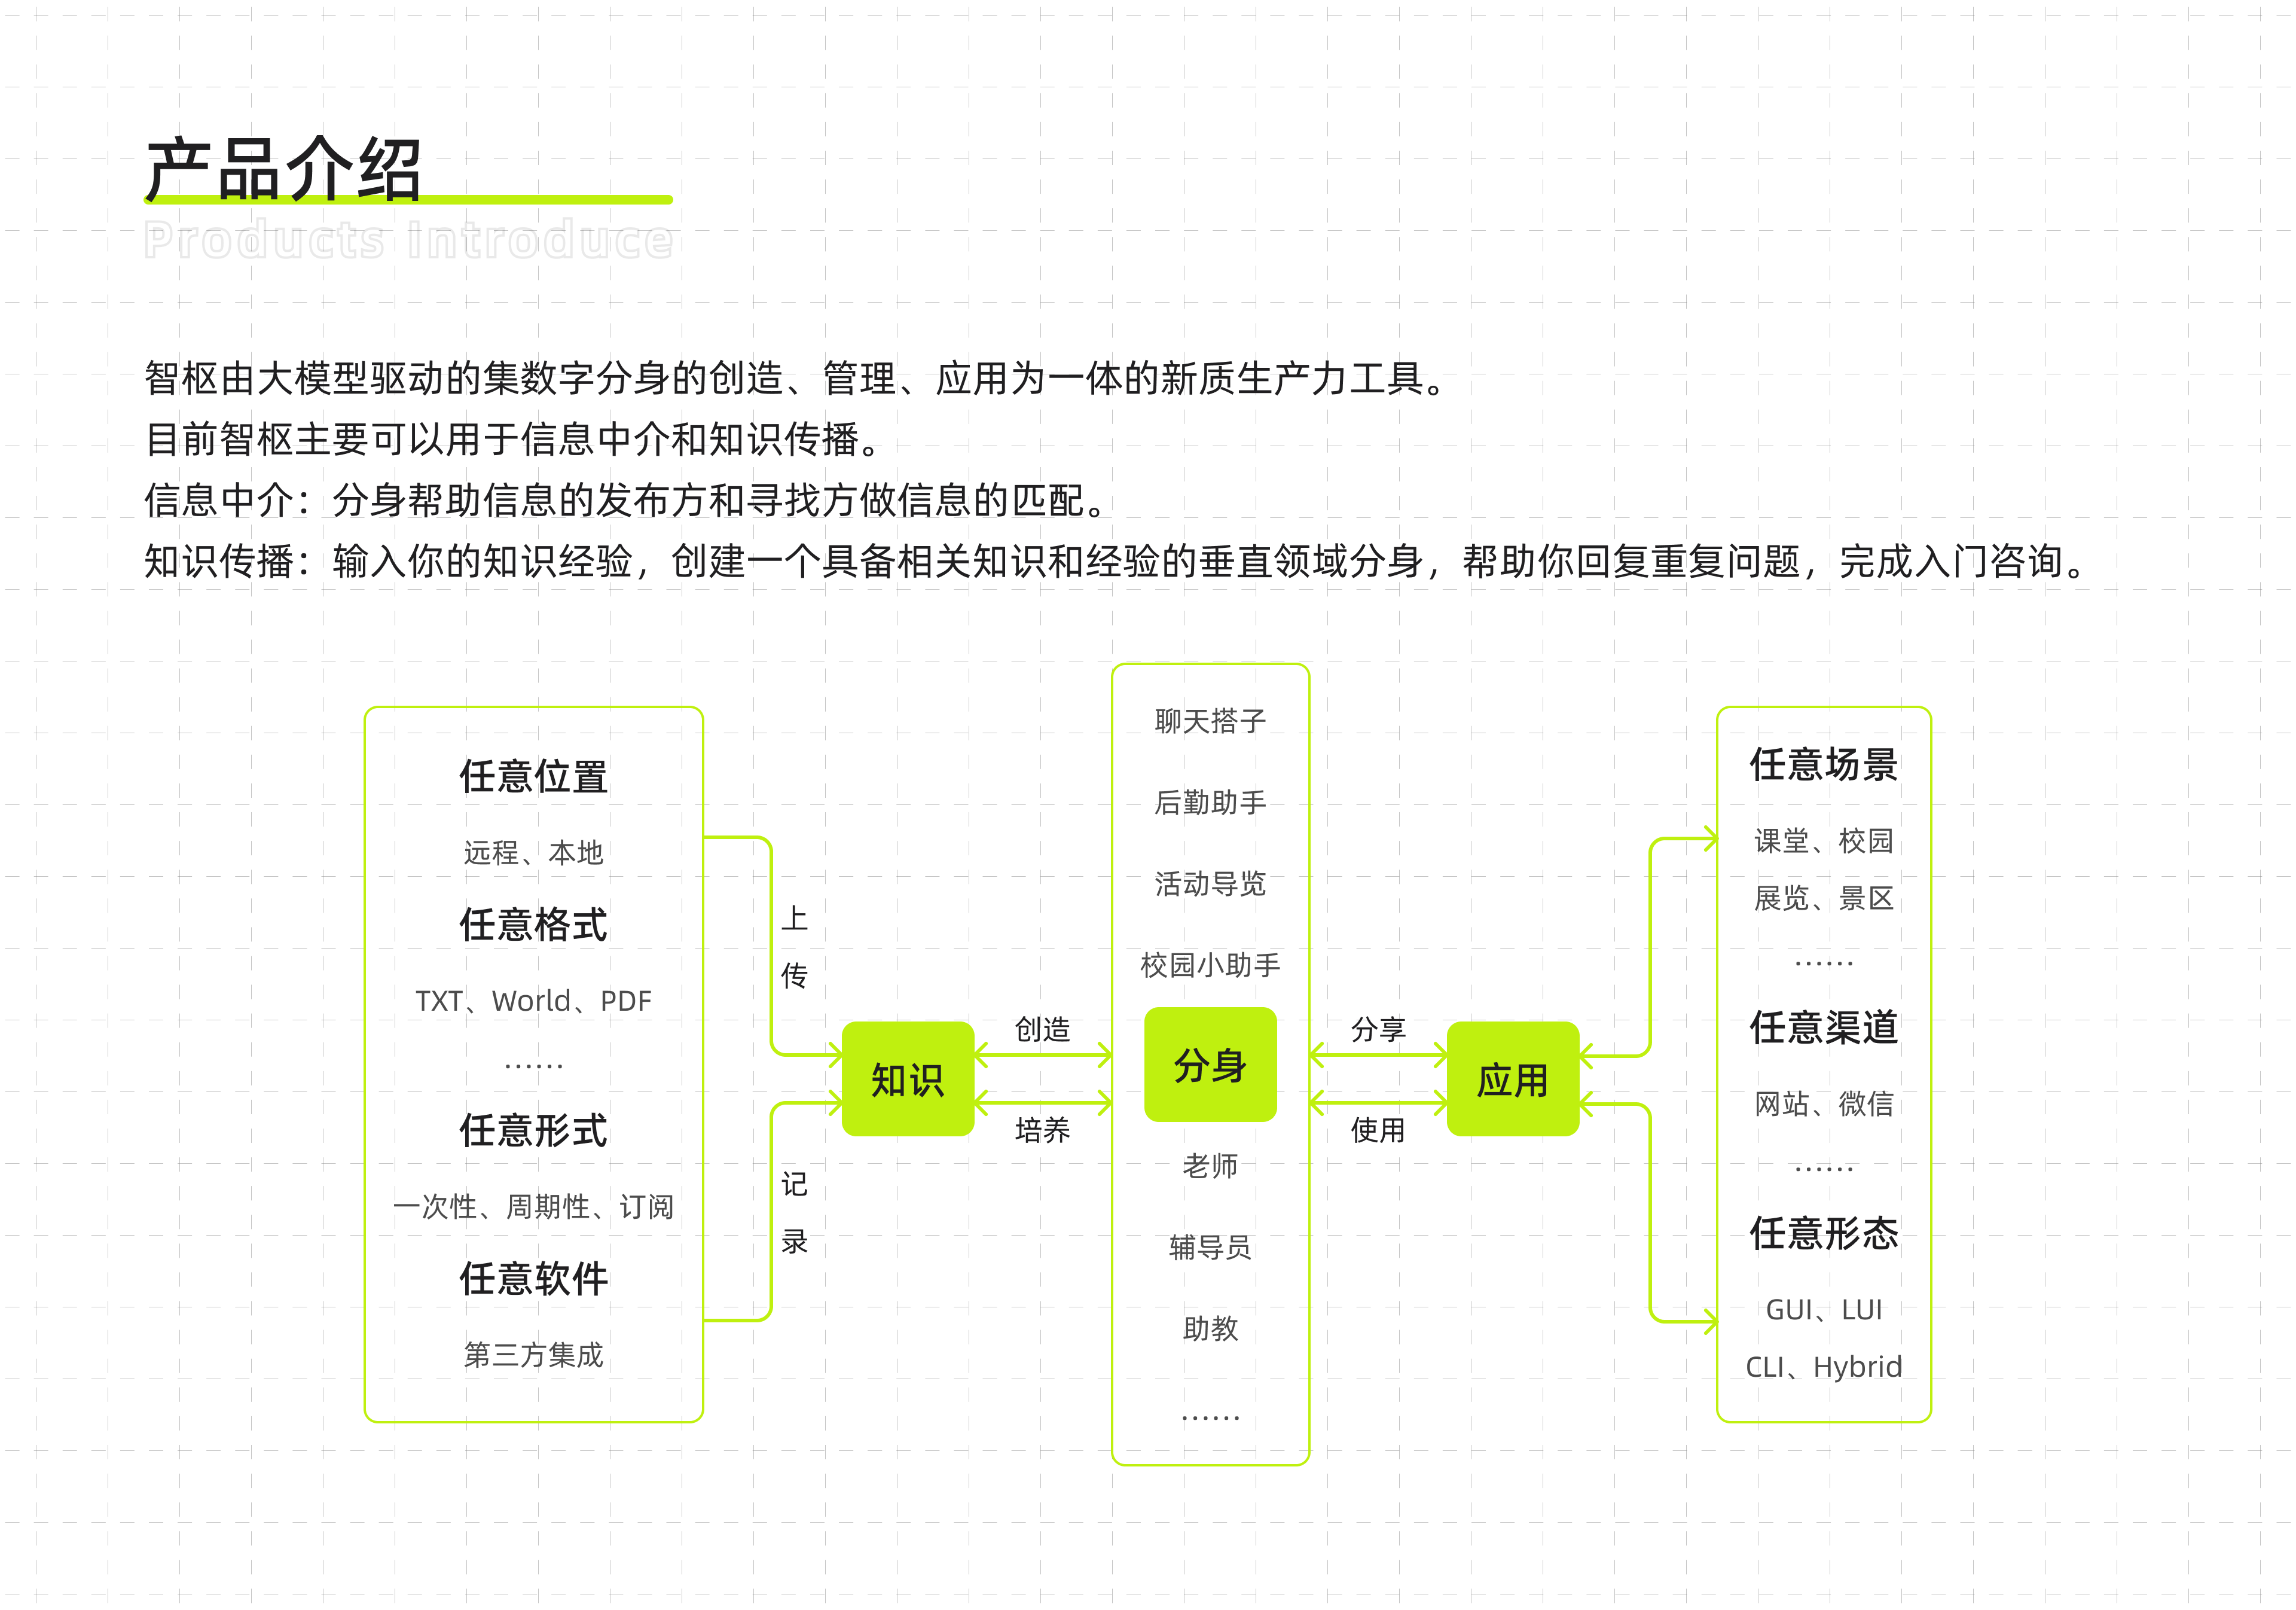 产品介绍
Products Introduce
智枢由大模型驱动的集数字分身的创造、管理、应用为一体的新质生产力工具。
目前智枢主要可以用于信息中介和知识传播。
信息中介：分身帮助信息的发布方和寻找方做信息的匹配。
知识传播：输入你的知识经验，创建一个具备相关知识和经验的垂直领域分身，帮助你回复重复问题，完成入门咨询。
任意位置
远程、本地
任意格式
TXT、World、PDF
……
任意形式
一次性、周期性、订阅
任意软件
第三方集成
上
传
记
录
知识
创造
培养
聊天搭子
后勤助手
活动导览
校园小助手
分身
老师
辅导员
助教
……
分享
使用
应用
任意场景
课堂、校园
展览、景区
……
任意渠道
网站、微信
……
任意形态
GUI、LUI
CLI、Hybrid